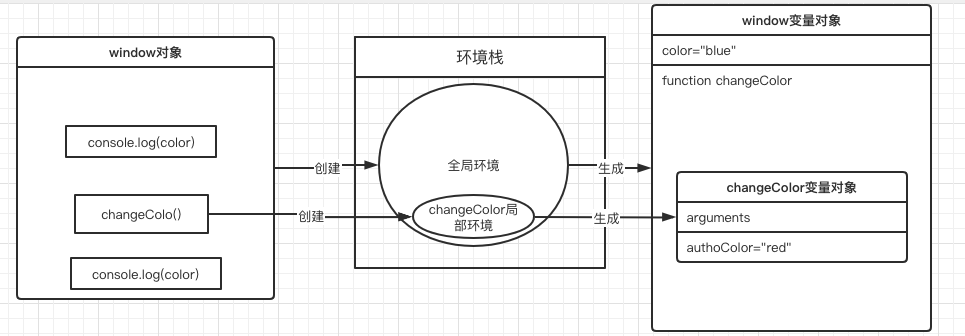 window对象
console.log(color)
changeColo()
console.log(color)
创建
创建
环境栈
全局环境
changeColor局
部环境
生成
生成
window变量对象
color="blue"
function changeColor
changeColor变量对象
arguments
authoColor="red"